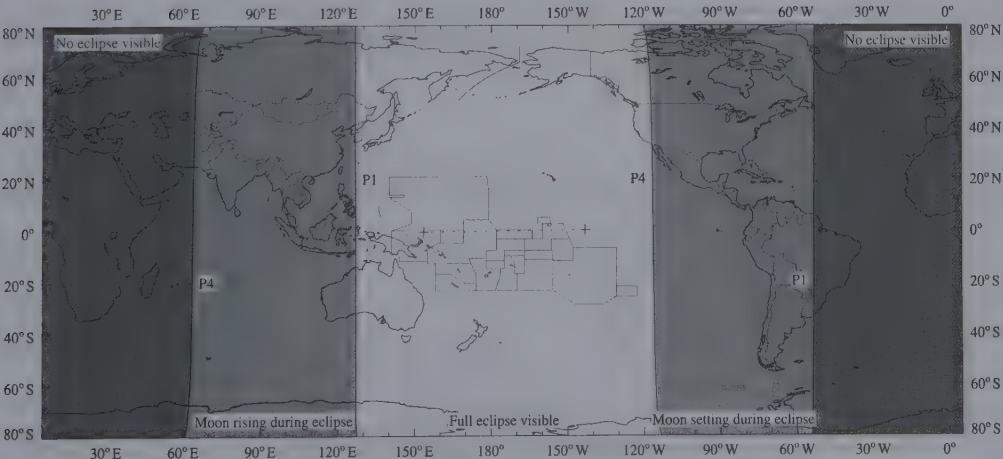 30° E 60° E 90° E 120° E 150° E 180° 150° W 120° W 90° W 60° W 30° W 0°
80° N No eclipse visible No eclipse visible 80° N
60° N 60° N
40° N 40° N
20° N P1 P4 20° N
0° 0°
20° S P4 P1 20° S
40° S 40° S
60° S 60° S
Moon rising during eclipse Full eclipse visible Moon setting during eclipse
80° S 80° S
30° E 60° E 90° E 120° E 150° E 180° 150° W 120° W 90° W 60° W 30° W 0°